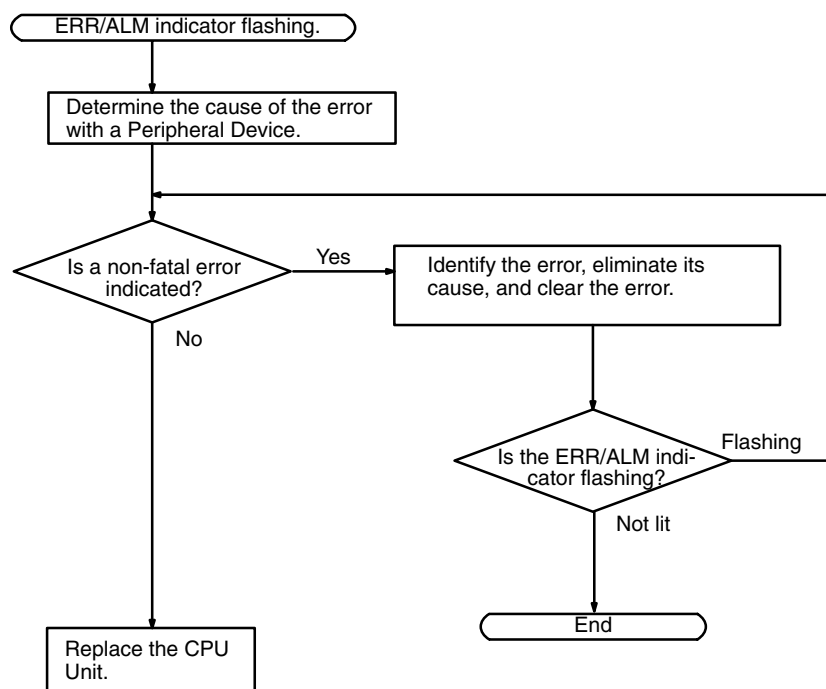 ERR/ALM indicator flashing.
Determine the cause of the error
with a Peripheral Device.
Is a non-fatal error
indicated?
Yes
Identify the error, eliminate its
cause, and clear the error.
No
Is the ERR/ALM indi-
cator flashing?
Flashing
Not lit
End
Replace the CPU
Unit.